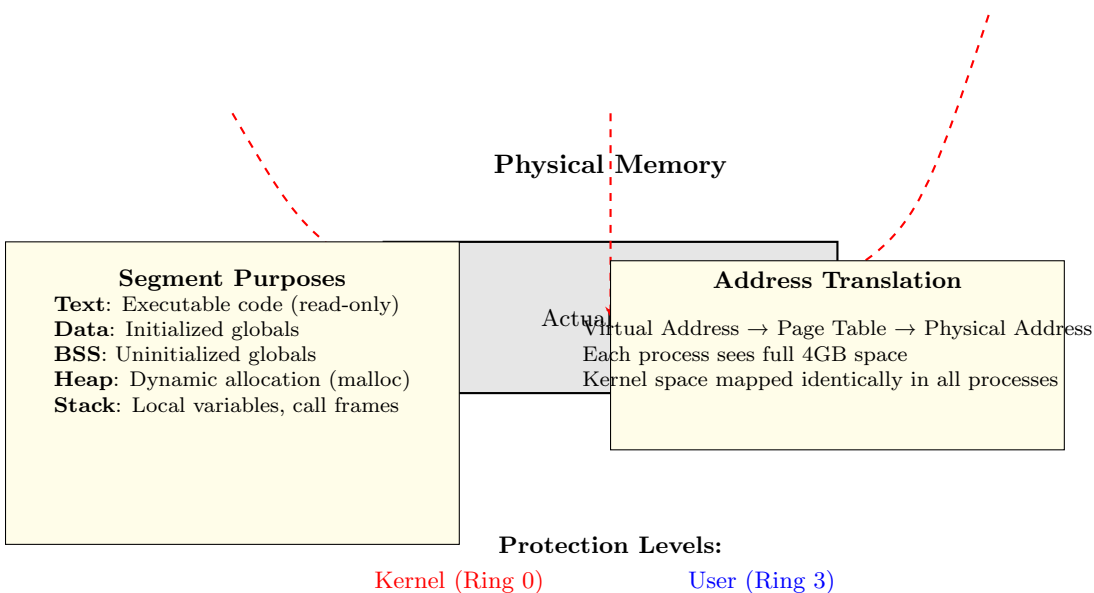 Physical Memory
Segment Purposes
Text: Executable code (read-only)
Data: Initialized globals
BSS: Uninitialized globals
Heap: Dynamic allocation (malloc)
Stack: Local variables, call frames
Actual
Address Translation
Virtual Address → Page Table → Physical Address
Each process sees full 4GB space
Kernel space mapped identically in all processes
Protection Levels:
Kernel (Ring 0)
User (Ring 3)